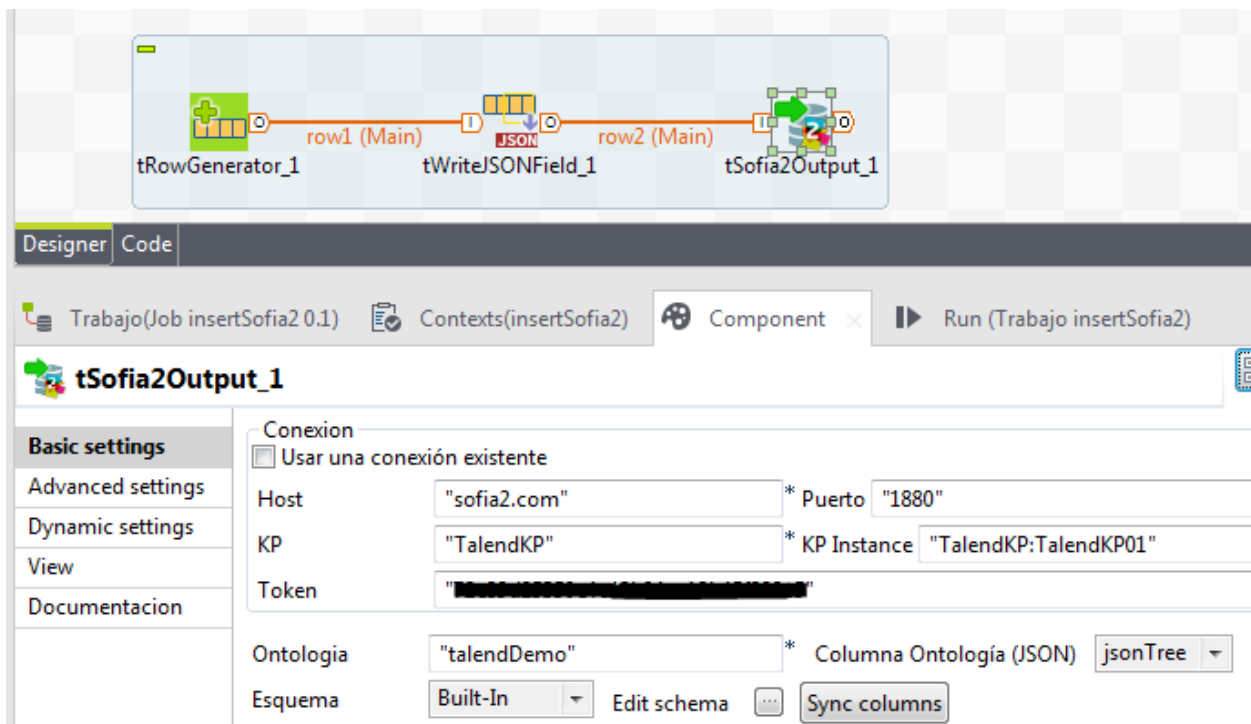 row1 (Main) JSON row2 (Main)
tRowGenerator_1 tWriteJSONField_1 tSofia2Output_1
Designer Code
Trabajo(Job insertSofia2 0.1) Contexts(insertSofia2) Component Run (Trabajo insertSofia2)
tSofia2Output_1
Basic settings
Advanced settings
Dynamic settings
View
Documentacion
Conexion
Usar una conexión existente
Host "sofia2.com" * Puerto "1880"
KP "TalendKP" * KP Instance "TalendKP:TalendKP01"
Token
Ontologia "talendDemo" * Columna Ontología (JSON) jsonTree
Esquema Built-In Edit schema ... Sync columns